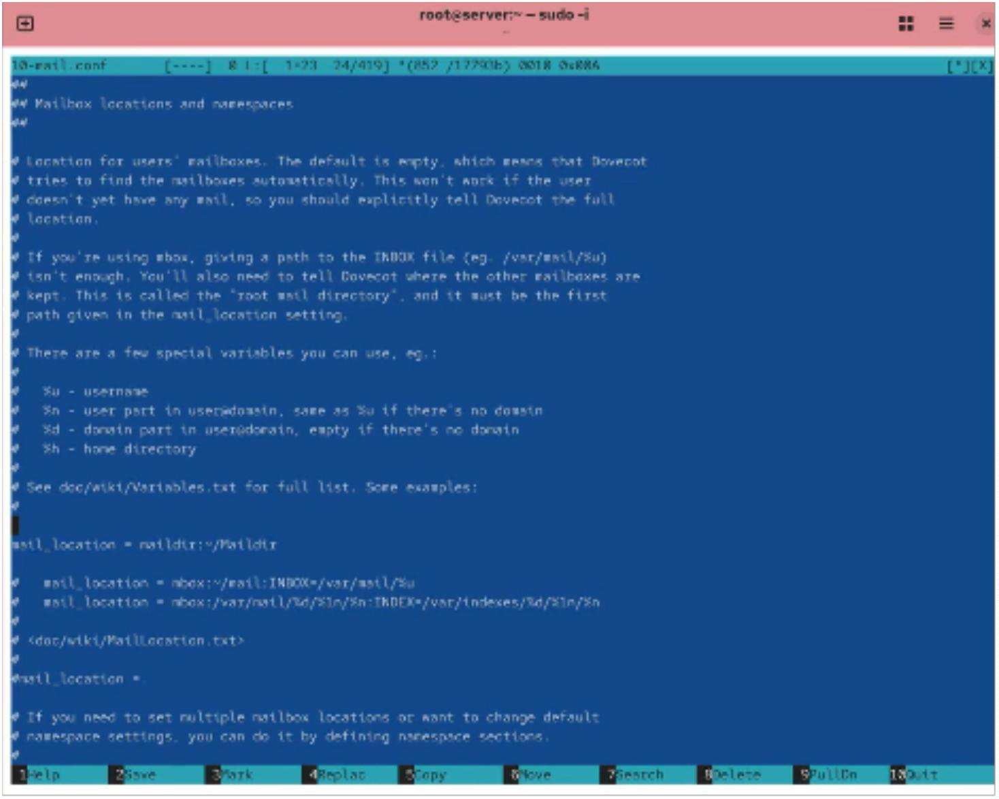 root@server:~ — sudo -i
10-mail.conf [----] 0 L:[ 1+23 24/419] *(852 /17793b) 0010 0x00A [*][X]
##
## Mailbox locations and namespaces
##
# Location for users' mailboxes. The default is empty, which means that Dovecot
# tries to find the mailboxes automatically. This won't work if the user
# doesn't yet have any mail, so you should explicitly tell Dovecot the full
# location.
#
# If you're using mbox, giving a path to the INBOX file (eg. /var/mail/%u)
# isn't enough. You'll also need to tell Dovecot where the other mailboxes are
# kept. This is called the "root mail directory", and it must be the first
# path given in the mail_location setting.
#
# There are a few special variables you can use, eg.:
#
#   %u - username
#   %n - user part in user@domain, same as %u if there's no domain
#   %d - domain part in user@domain, empty if there's no domain
#   %h - home directory
#
# See doc/wiki/Variables.txt for full list. Some examples:
#
mail_location = maildir:~/Maildir
#   mail_location = mbox:~/mail:INBOX=/var/mail/%u
#   mail_location = mbox:/var/mail/%d/%1n/%n:INDEX=/var/indexes/%d/%1n/%n
#
# <doc/wiki/MailLocation.txt>
#
#mail_location =
# If you need to set multiple mailbox locations or want to change default
# namespace settings, you can do it by defining namespace sections.
#
1Help 2Save 3Mark 4Replac 5Copy 6Move 7Search 8Delete 9PullDn 10Quit